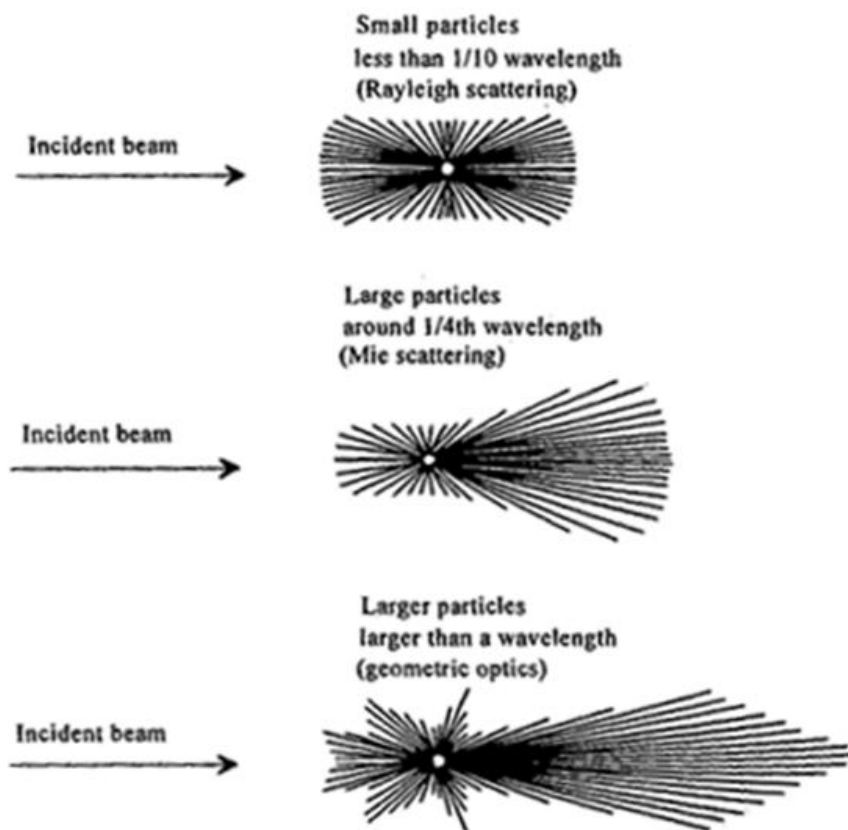 Small particles
less than 1/10 wavelength
(Rayleigh scattering)
Incident beam
Large particles
around 1/4th wavelength
(Mie scattering)
Incident beam
Larger particles
larger than a wavelength
(geometric optics)
Incident beam